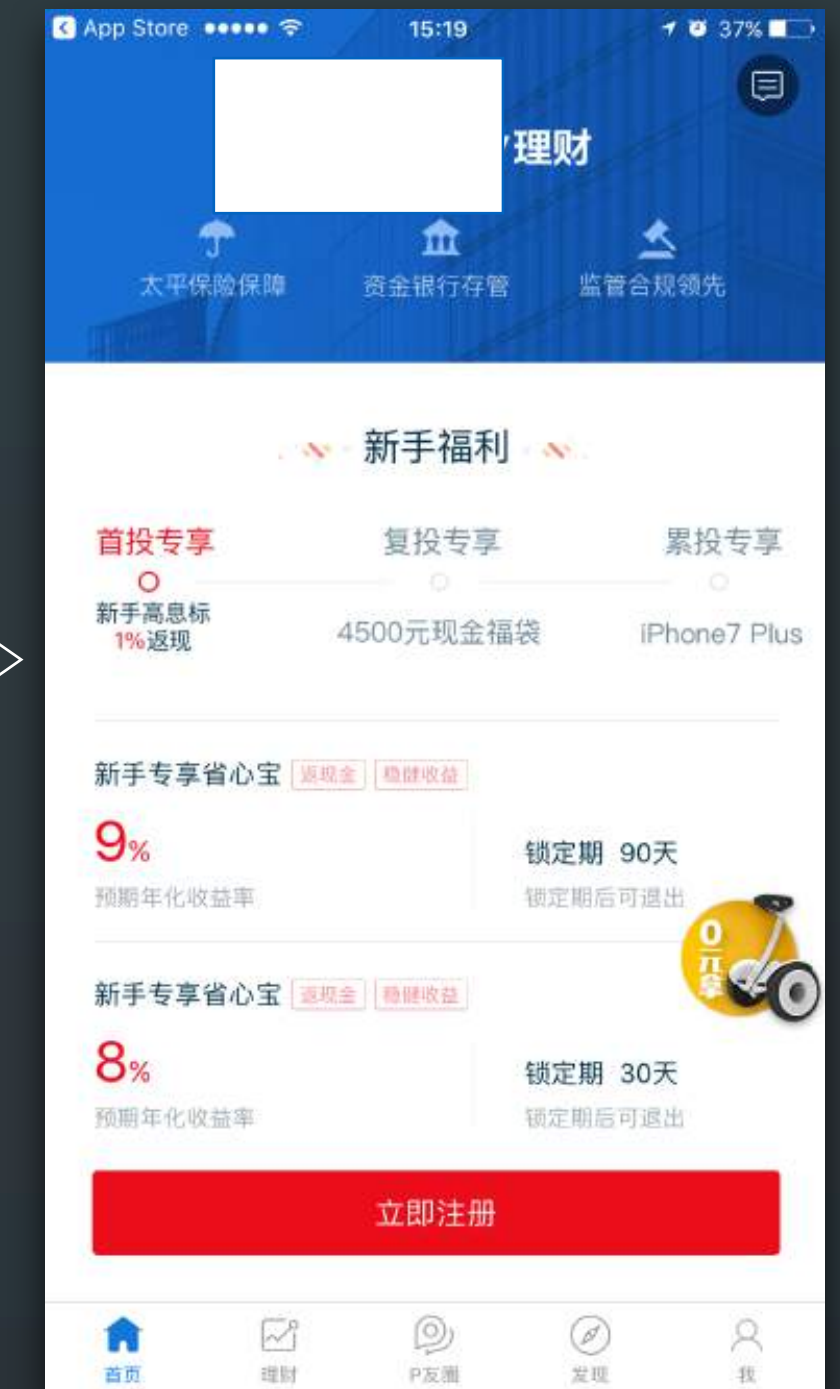 App Store 15:19 37%
理财
太平保险保障 资金银行存管 监管合规领先
新手福利
首投专享 复投专享 累投专享
新手高息标
1%返现 4500元现金福袋 iPhone7 Plus
新手专享省心宝 返现金 稳健收益
9%
锁定期 90天
预期年化收益率 锁定期后可退出
0元拿
新手专享省心宝 返现金 稳健收益
8%
锁定期 30天
预期年化收益率 锁定期后可退出
立即注册
首页 理财 P友圈 发现 我